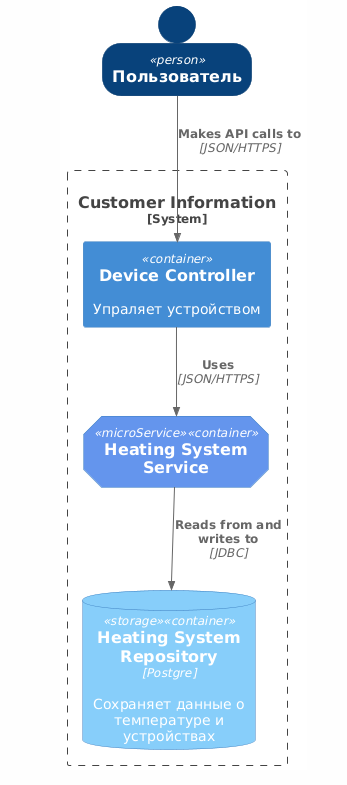 «person»
Пользователь
Makes API calls to
[JSON/HTTPS]
Customer Information
[System]
«container»
Device Controller
Упраляет устройством
Uses
[JSON/HTTPS]
«microService»«container»
Heating System
Service
Reads from and
writes to
[JDBC]
«storage»«container»
Heating System
Repository
[Postgre]
Сохраняет данные о
температуре и
устройствах